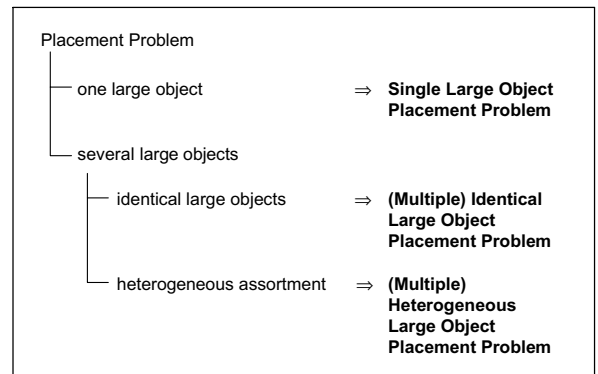 Placement Problem
one large object ⇒ Single Large Object
Placement Problem
several large objects
identical large objects ⇒ (Multiple) Identical
Large Object
Placement Problem
heterogeneous assortment ⇒ (Multiple)
Heterogeneous
Large Object
Placement Problem